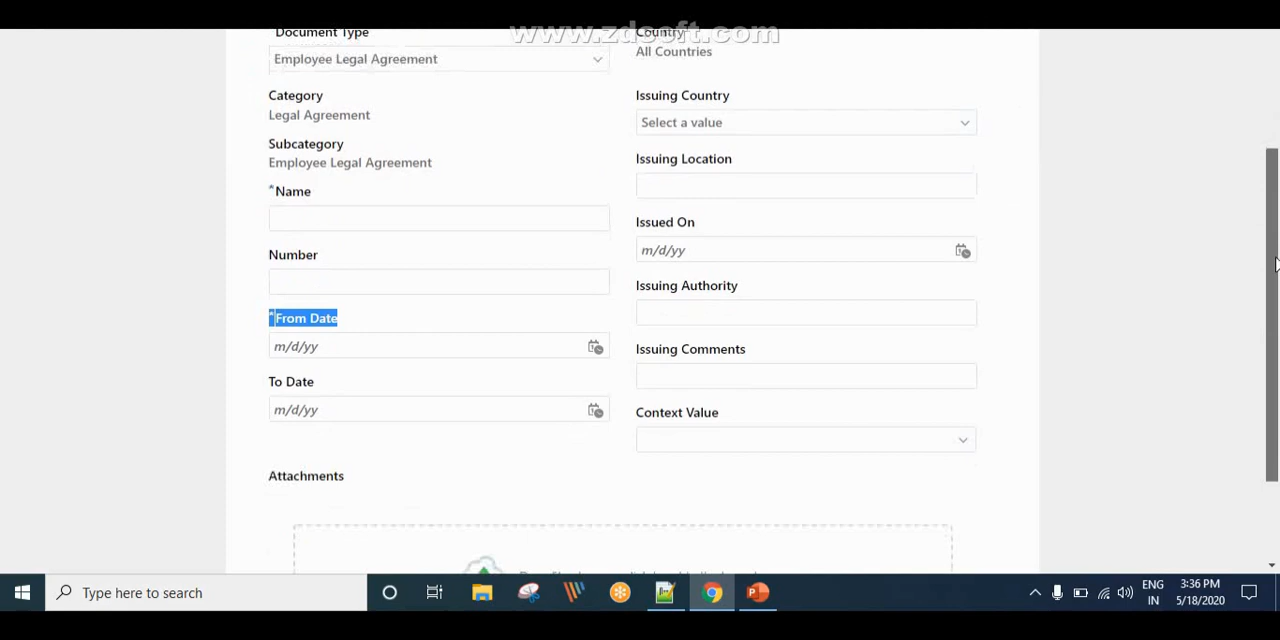 www.zdsoft.com
Document Type
Employee Legal Agreement
Category
Legal Agreement
Subcategory
Employee Legal Agreement
*Name
Number
*From Date
m/d/yy
To Date
m/d/yy
Attachments
Country
All Countries
Issuing Country
Select a value
Issuing Location
Issued On
m/d/yy
Issuing Authority
Issuing Comments
Context Value
Type here to search
ENG
IN
3:36 PM
5/18/2020